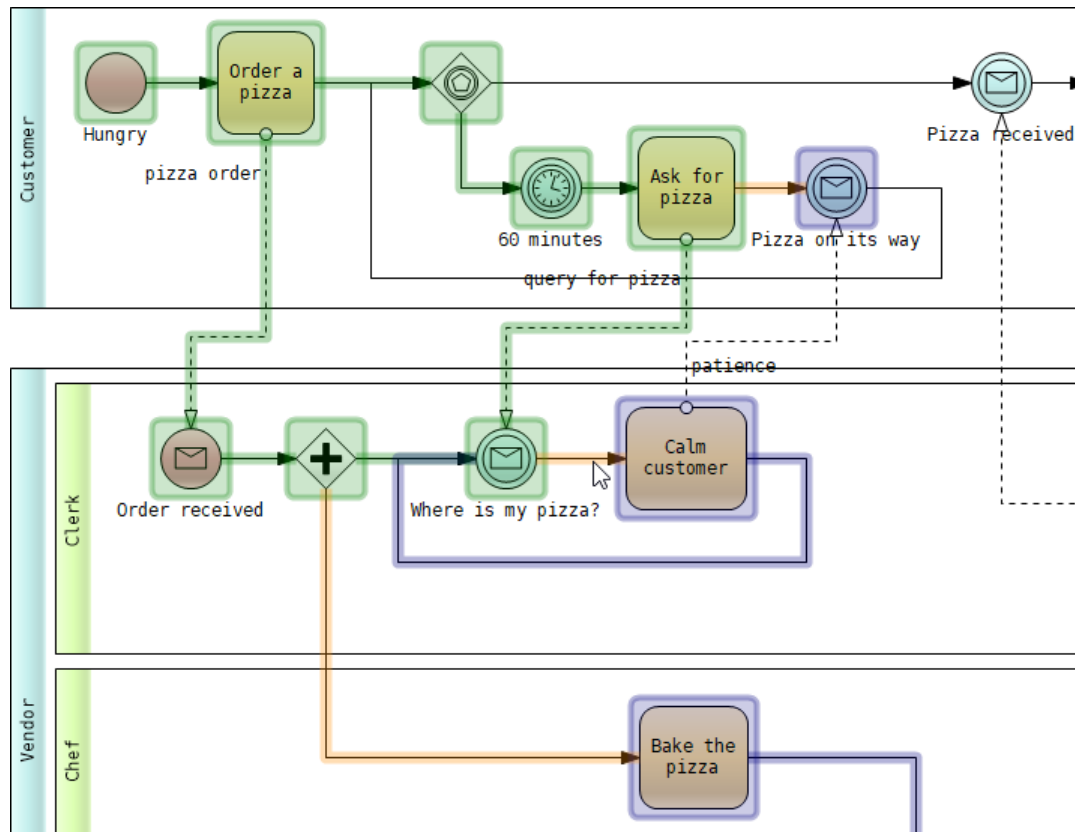 Customer
Hungry
Order a
pizza
pizza order
60 minutes
Ask for
pizza
query for pizza
Pizza on its way
Pizza received
patience
Vendor
Clerk
Order received
Where is my pizza?
Calm
customer
Chef
Bake the
pizza